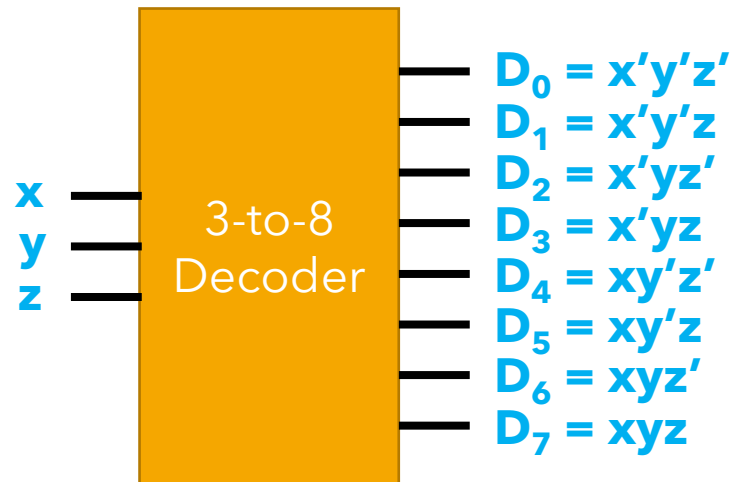 x
y
z
3-to-8
Decoder
D₀ = x′y′z′
D₁ = x′y′z
D₂ = x′yz′
D₃ = x′yz
D₄ = xy′z′
D₅ = xy′z
D₆ = xyz′
D₇ = xyz